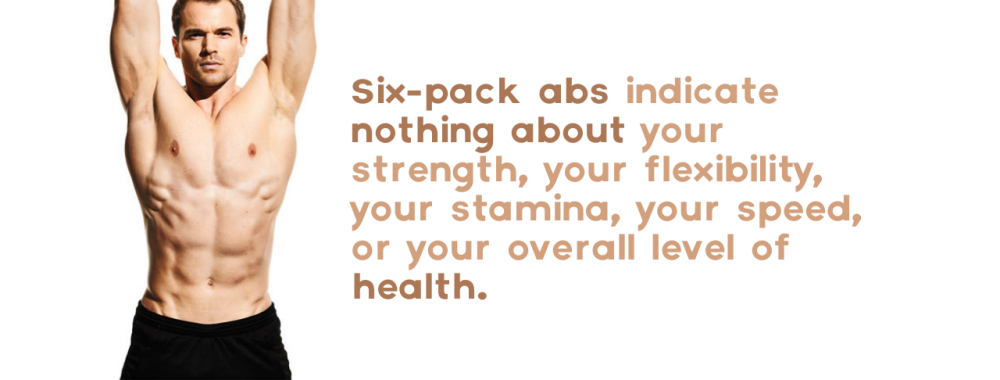 Six-pack abs indicate
nothing about your
strength, your flexibility,
your stamina, your speed,
or your overall level of
health.